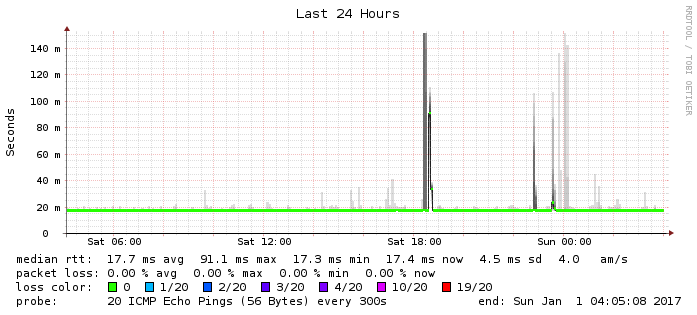 Last 24 Hours
RRDTOOL / TOBI OETIKER
Seconds
140 m
120 m
100 m
80 m
60 m
40 m
20 m
0
Sat 06:00 Sat 12:00 Sat 18:00 Sun 00:00
median rtt: 17.7 ms avg 91.1 ms max 17.3 ms min 17.4 ms now 4.5 ms sd 4.0 am/s
packet loss: 0.00 % avg 0.00 % max 0.00 % min 0.00 % now
loss color: 0 1/20 2/20 3/20 4/20 10/20 19/20
probe: 20 ICMP Echo Pings (56 Bytes) every 300s end: Sun Jan 1 04:05:08 2017